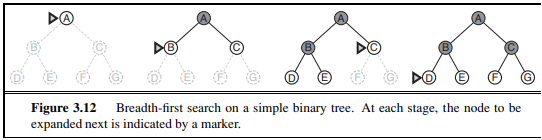 A A A A
B C B C B C B C
D E F G D E F G D E F G D E F G
Figure 3.12 Breadth-first search on a simple binary tree. At each stage, the node to be
expanded next is indicated by a marker.